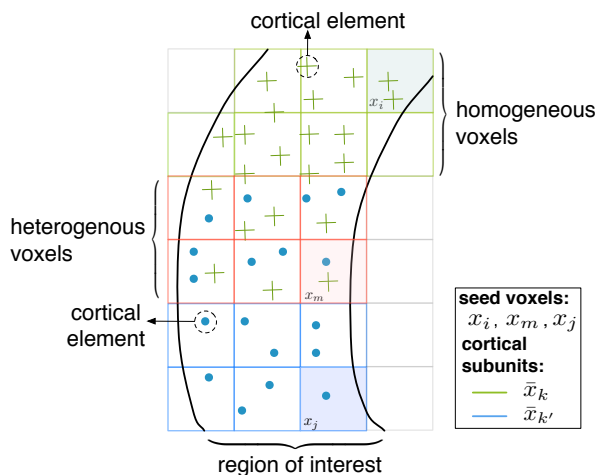 cortical element
x_i
homogeneous
voxels
heterogenous
voxels
x_m
cortical
element
x_j
region of interest
seed voxels:
x_i, x_m, x_j
cortical
subunits:
x̄_k
x̄_k'